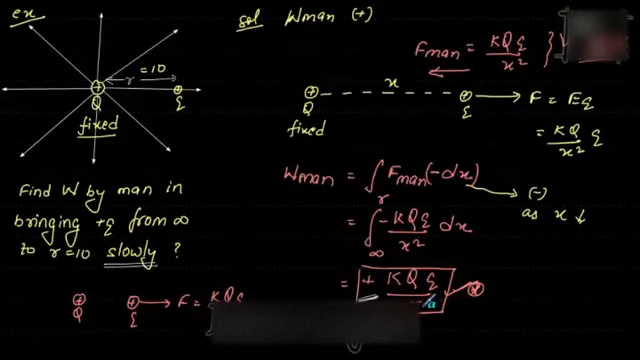 ex
r = 10
+
Q
fixed
+
q
Find W by man in
bringing +q from ∞
to r = 10 slowly ?
+
Q
+
q
F = KQq
sol Wman (+)
Fman = KQq
x²
+
Q
fixed
x
+
q
F = Eq
= KQ q
x²
Wman = ∫ Fman (-dx)
r
(-)
as x ↓
= ∫ -KQq dx
∞ x²
= + KQq